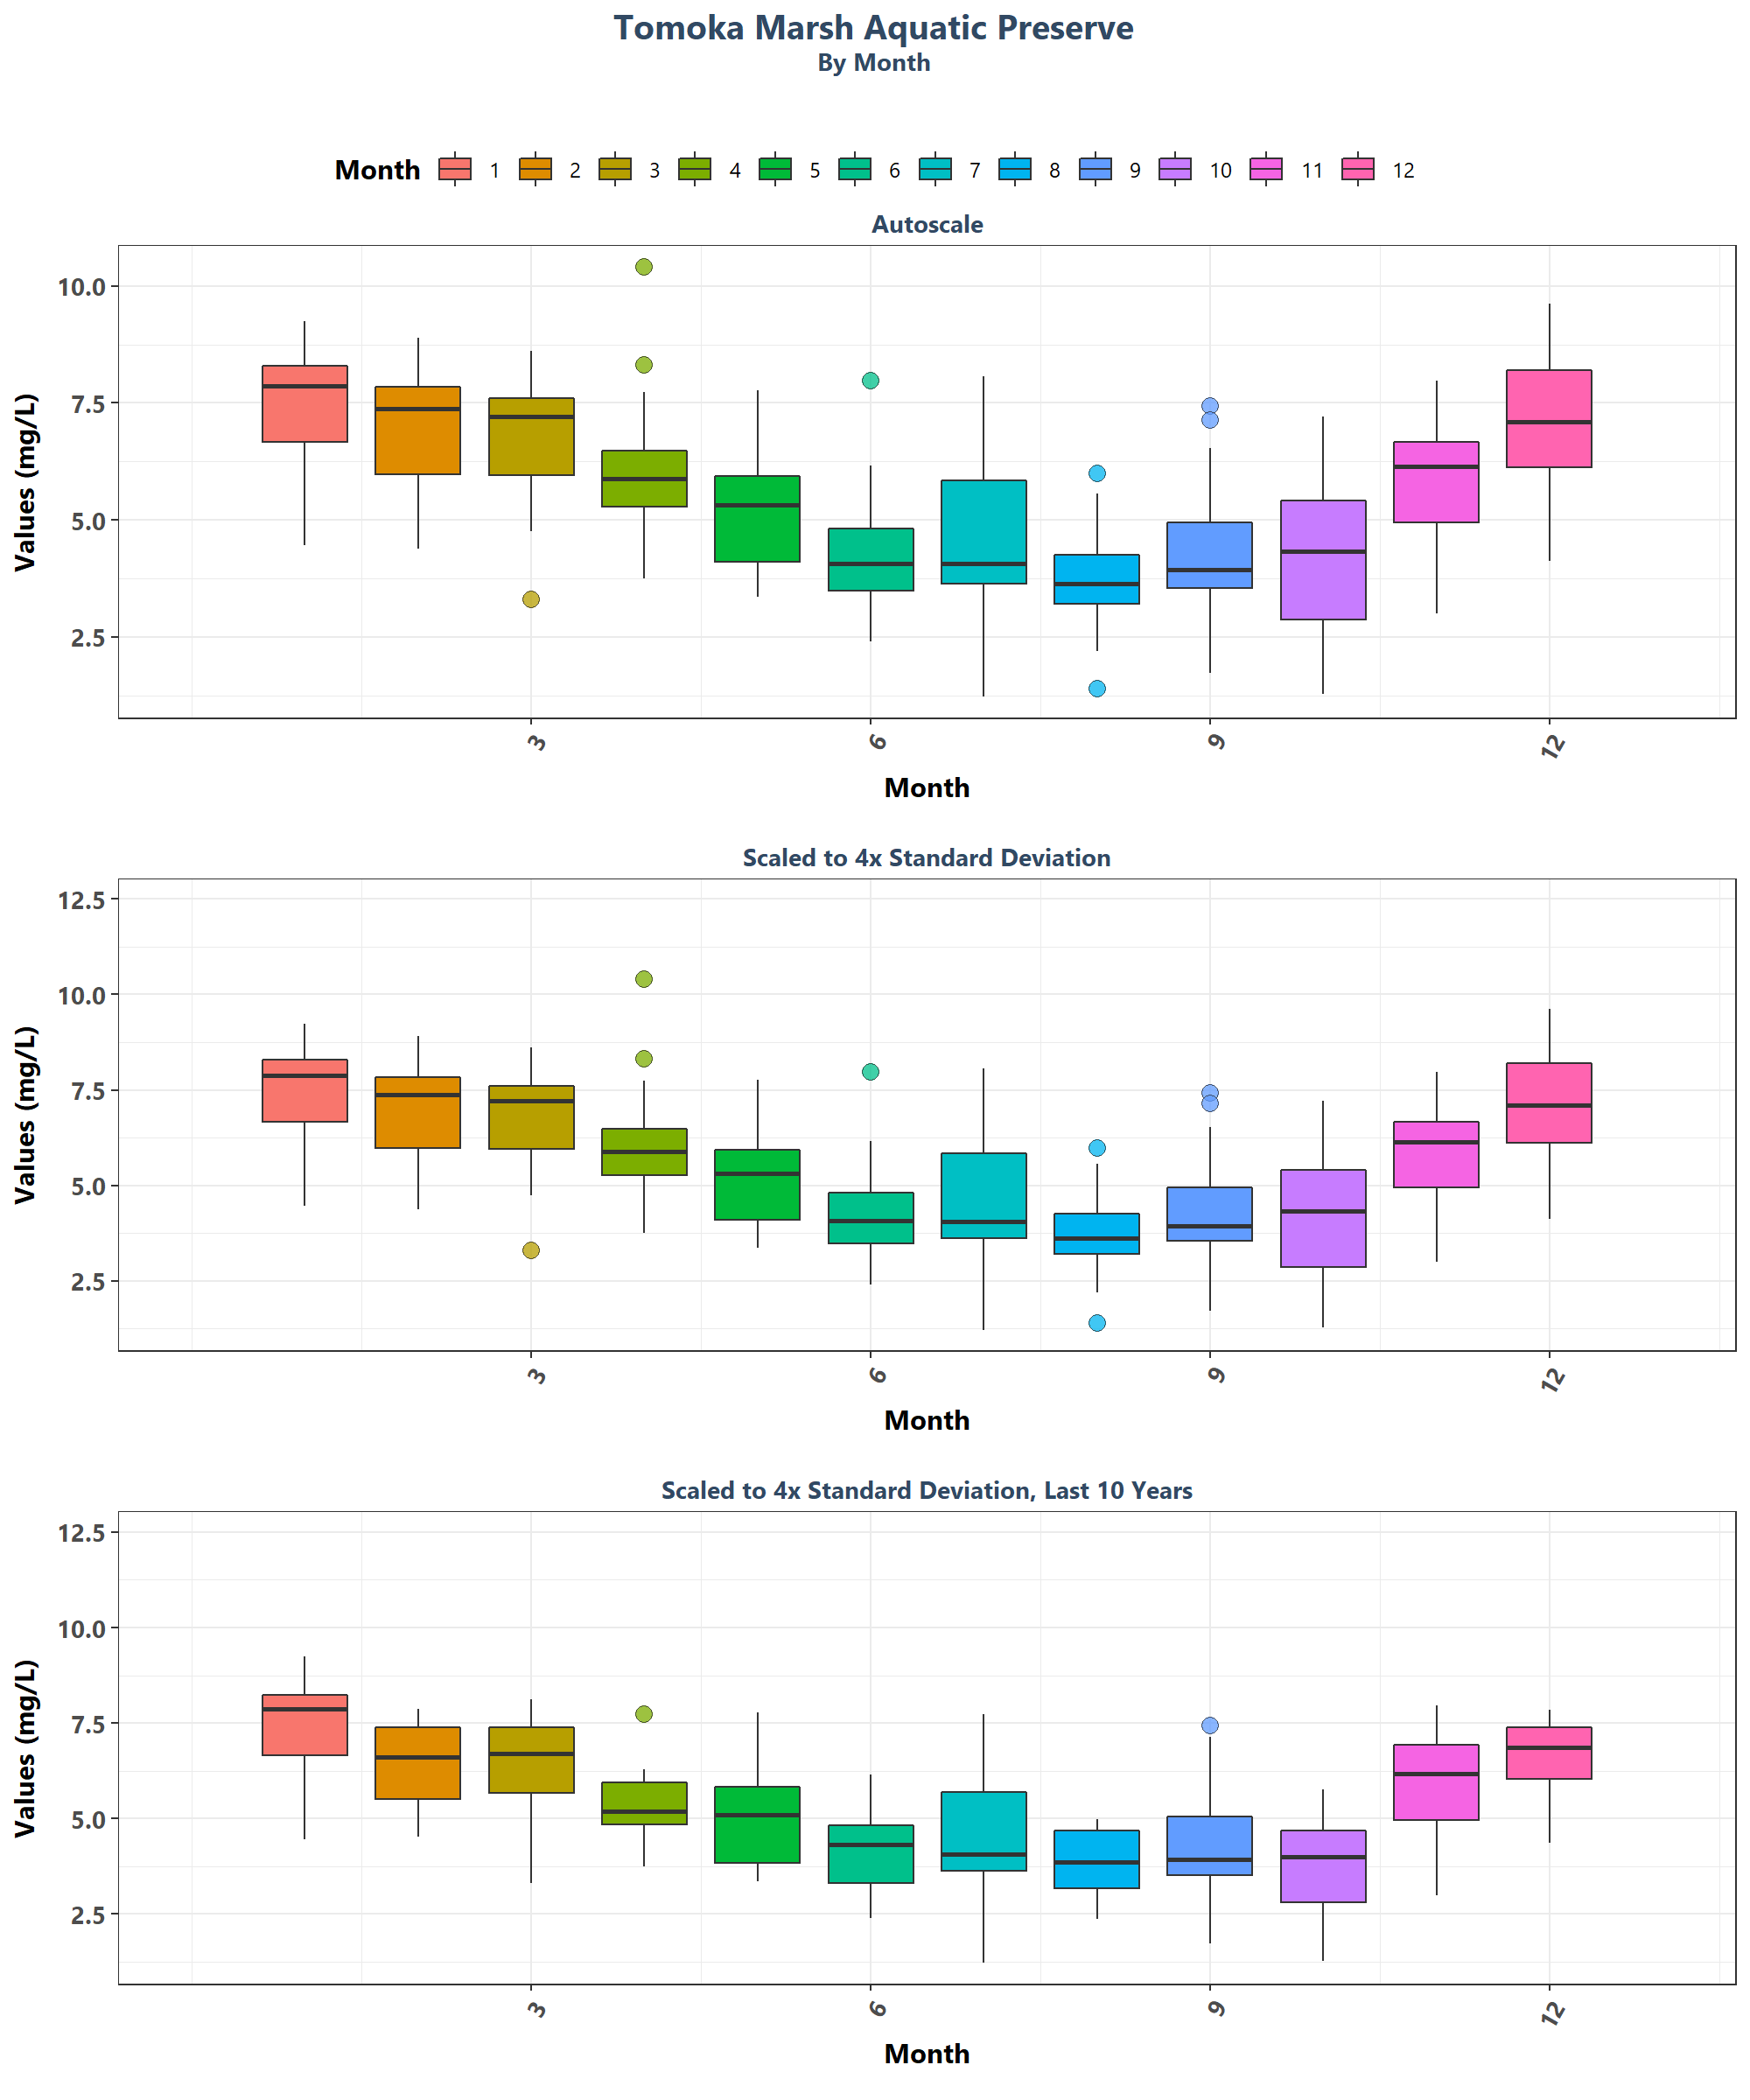 Tomoka Marsh Aquatic Preserve
By Month
Month 1 2 3 4 5 6 7 8 9 10 11 12
Autoscale
Values (mg/L)
10.0
7.5
5.0
2.5
3 6 9 12
Month
Scaled to 4x Standard Deviation
Values (mg/L)
12.5
10.0
7.5
5.0
2.5
3 6 9 12
Month
Scaled to 4x Standard Deviation, Last 10 Years
Values (mg/L)
12.5
10.0
7.5
5.0
2.5
3 6 9 12
Month